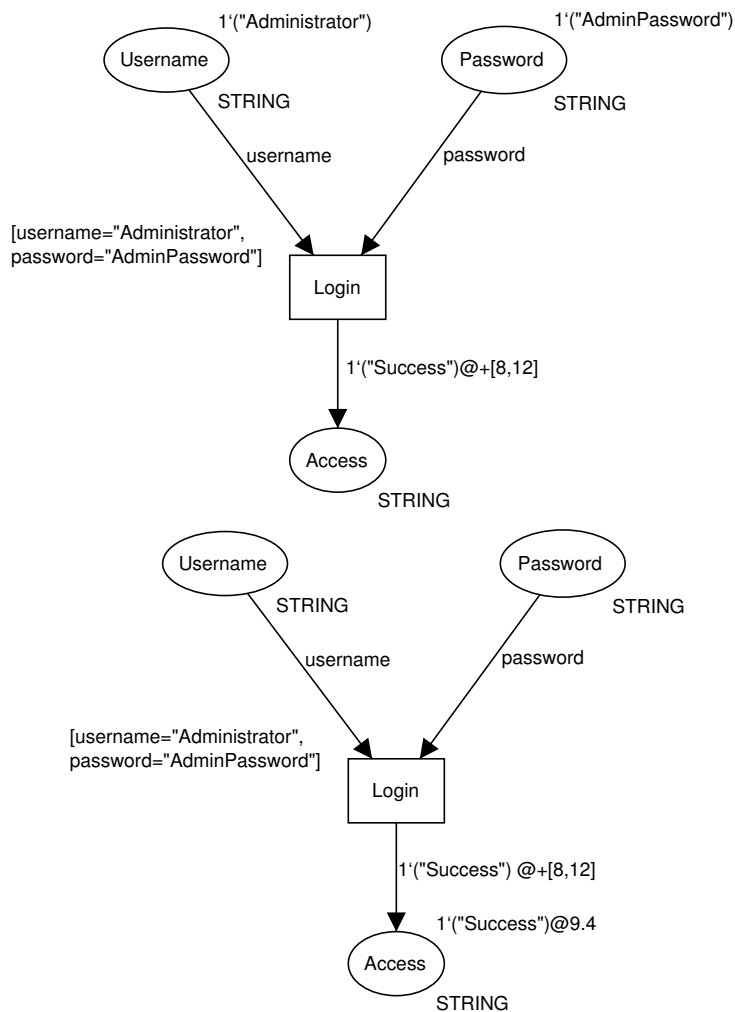 1‘("Administrator")
1‘("AdminPassword")
Username
Password
STRING
STRING
username
password
[username="Administrator",
password="AdminPassword"]
Login
1‘("Success")@+[8,12]
Access
STRING
Username
Password
STRING
STRING
username
password
[username="Administrator",
password="AdminPassword"]
Login
1‘("Success") @+[8,12]
1‘("Success")@9.4
Access
STRING